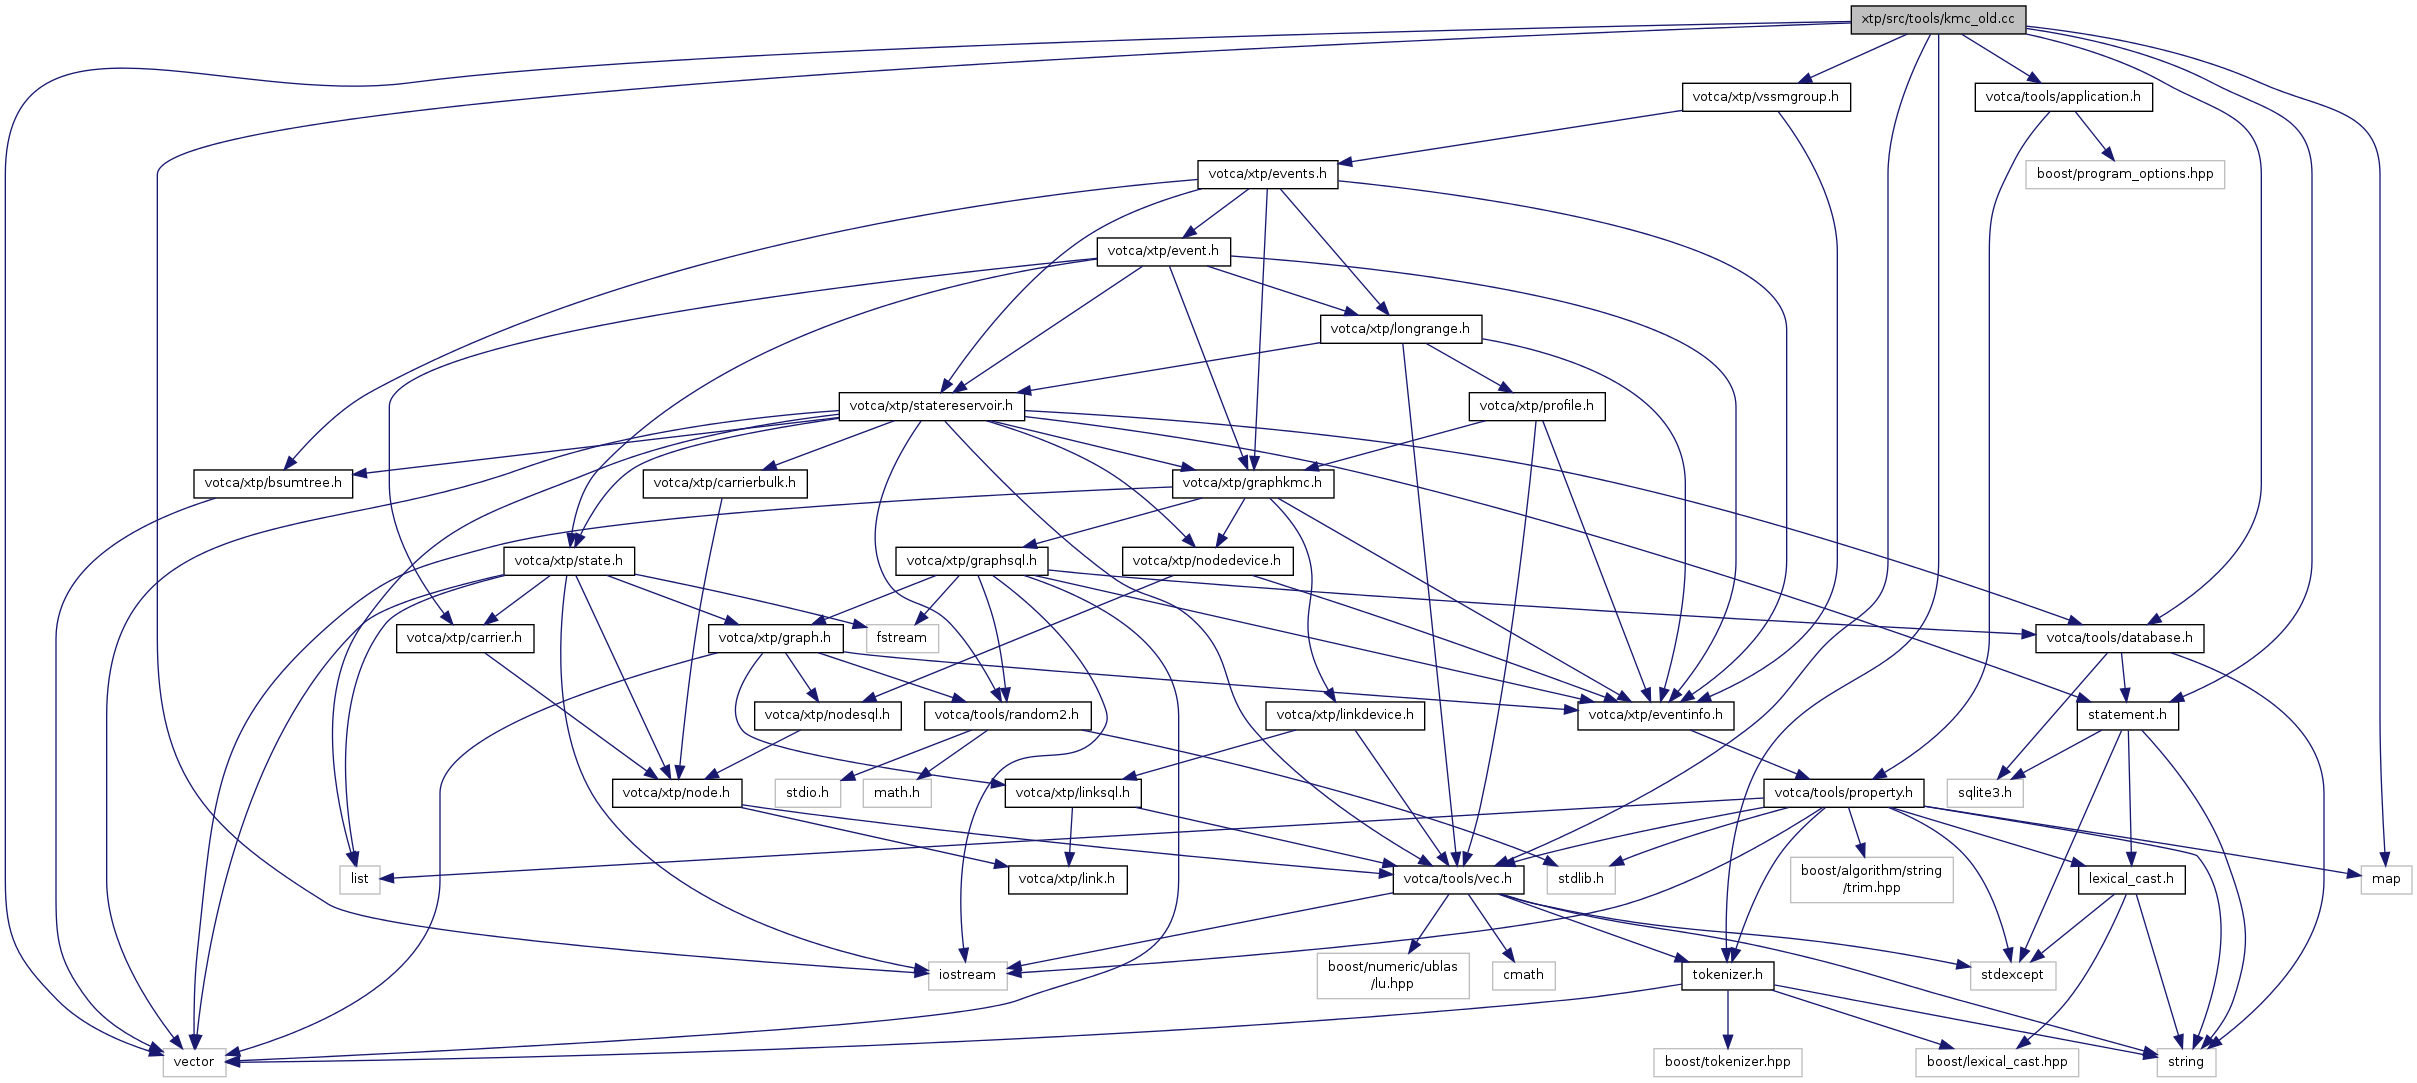 xtp/src/tools/kmc_old.cc
votca/xtp/vssmgroup.h
votca/tools/application.h
votca/xtp/events.h
boost/program_options.hpp
votca/xtp/event.h
votca/xtp/longrange.h
votca/xtp/statereservoir.h
votca/xtp/profile.h
votca/xtp/bsumtree.h
votca/xtp/carrierbulk.h
votca/xtp/graphkmc.h
votca/xtp/state.h
votca/xtp/graphsql.h
votca/xtp/nodedevice.h
votca/xtp/carrier.h
votca/xtp/graph.h
fstream
votca/tools/database.h
votca/xtp/nodesql.h
votca/tools/random2.h
votca/xtp/linkdevice.h
votca/xtp/eventinfo.h
statement.h
votca/xtp/node.h
stdio.h
math.h
votca/xtp/linksql.h
votca/tools/property.h
sqlite3.h
list
votca/xtp/link.h
votca/tools/vec.h
stdlib.h
boost/algorithm/string
/trim.hpp
lexical_cast.h
map
iostream
boost/numeric/ublas
/lu.hpp
cmath
tokenizer.h
stdexcept
vector
boost/tokenizer.hpp
boost/lexical_cast.hpp
string